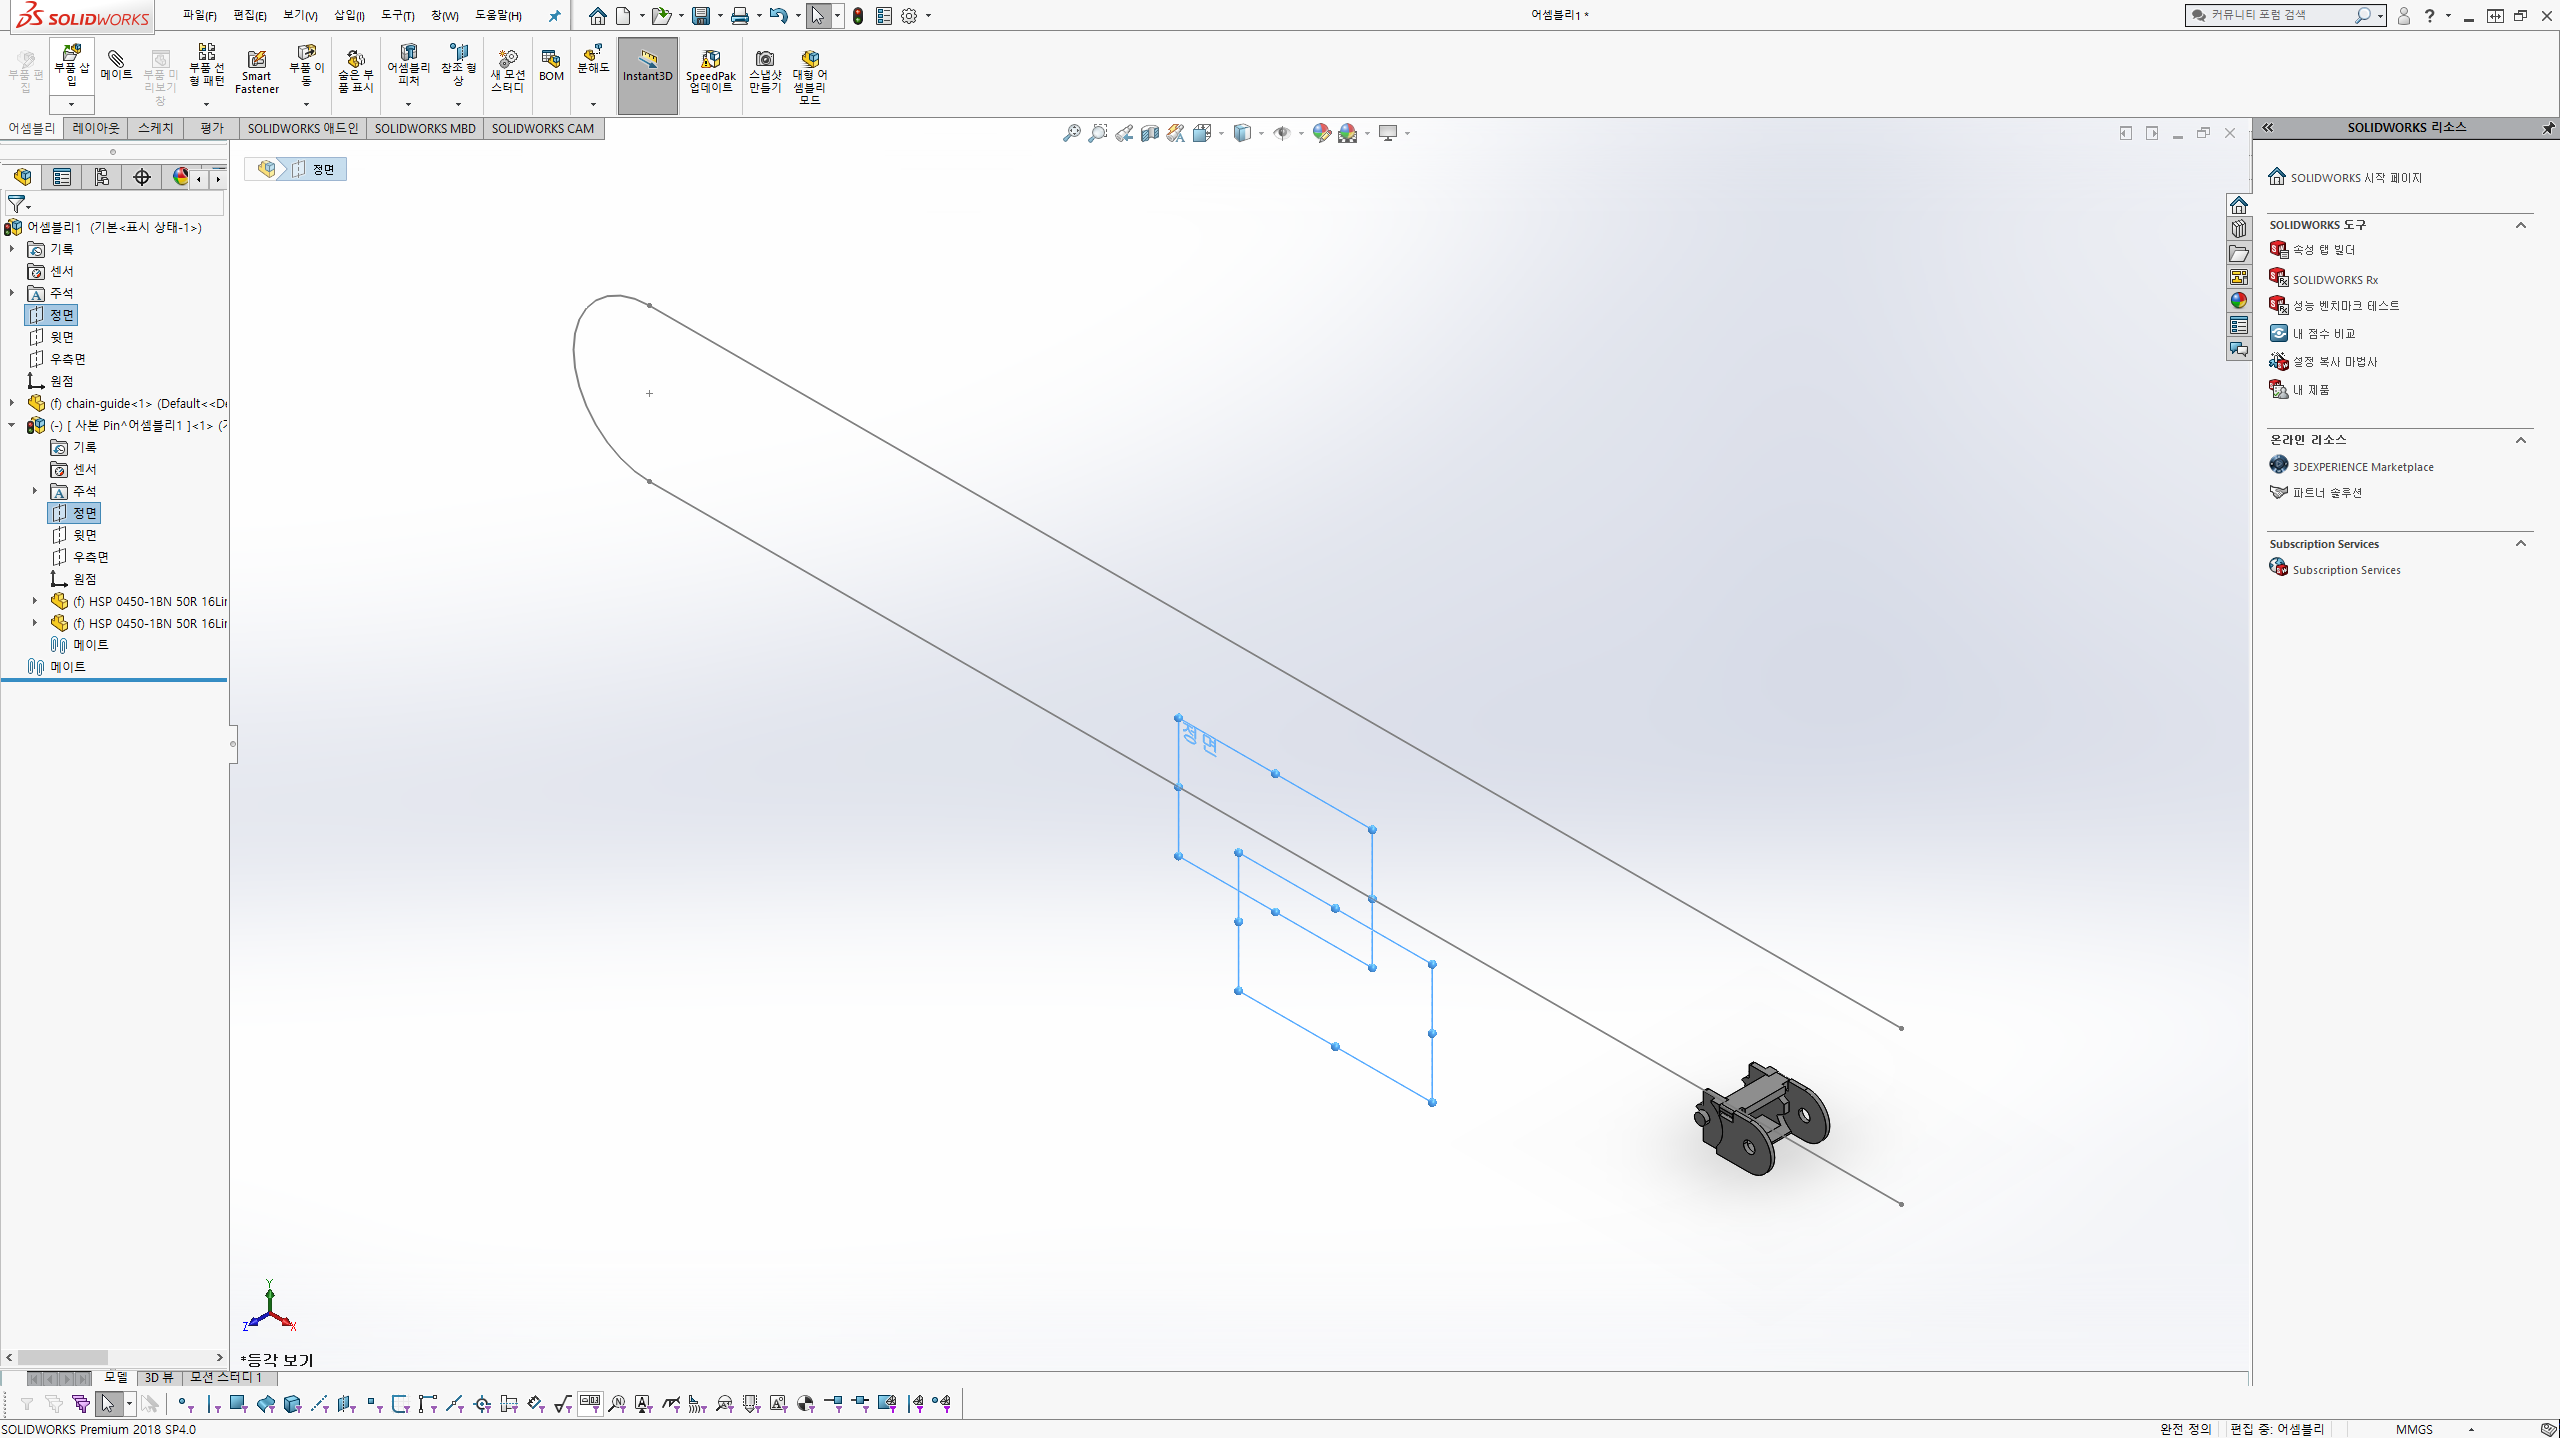 SOLIDWORKS
파일(F) 편집(E) 보기(V) 삽입(I) 도구(T) 창(W) 도움말(H)
어셈블리1 *
커뮤니티 포럼 검색
부품 편집
부품 삽입
메이트
부품 미리보기 창
부품 선형 패턴
Smart Fastener
부품 이동
숨은 부품 표시
어셈블리 피처
참조 형상
새 모션 스터디
BOM
분해도
Instant3D
SpeedPak 업데이트
스냅샷 만들기
대형 어셈블리 모드
어셈블리 레이아웃 스케치 평가 SOLIDWORKS 애드인 SOLIDWORKS MBD SOLIDWORKS CAM
정면
어셈블리1 (기본<표시 상태-1>)
기록
센서
주석
정면
윗면
우측면
원점
(f) chain-guide<1> (Default<<De
(-) [ 사본 Pin^어셈블리1 ]<1> (기
기록
센서
주석
정면
윗면
우측면
원점
(f) HSP 0450-1BN 50R 16Lin
(f) HSP 0450-1BN 50R 16Lin
메이트
메이트
정면
Y
Z
X
*등각 보기
SOLIDWORKS 리소스
SOLIDWORKS 시작 페이지
SOLIDWORKS 도구
속성 탭 빌더
SOLIDWORKS Rx
성능 벤치마크 테스트
내 점수 비교
설정 복사 마법사
내 제품
온라인 리소스
3DEXPERIENCE Marketplace
파트너 솔루션
Subscription Services
Subscription Services
모델 3D 뷰 모션 스터디 1
SOLIDWORKS Premium 2018 SP4.0
완전 정의 편집 중: 어셈블리 MMGS